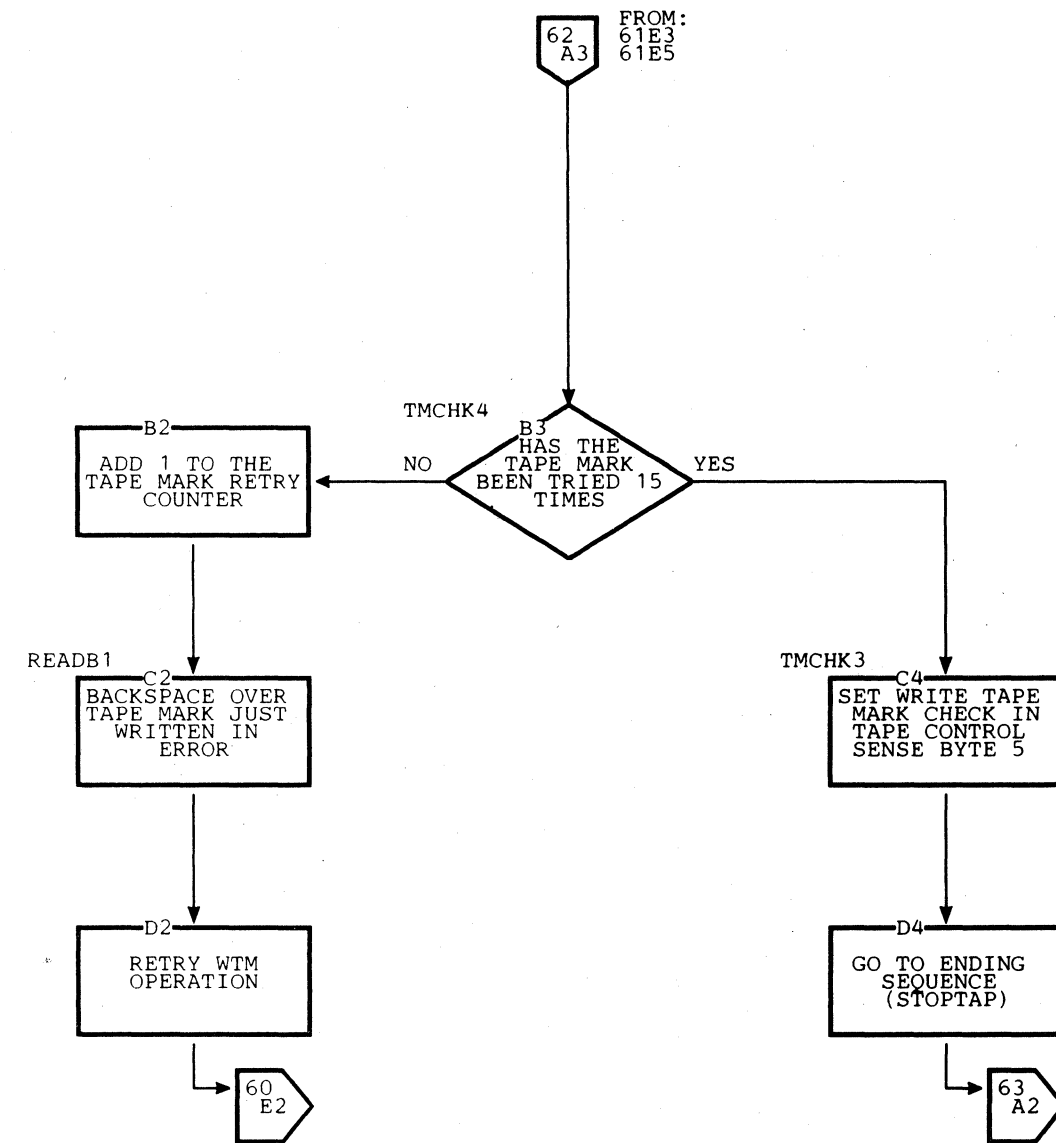 62
A3
FROM:
61E3
61E5
TMCHK4
B3
HAS THE
TAPE MARK
BEEN TRIED 15
TIMES
NO
YES
B2
ADD 1 TO THE
TAPE MARK RETRY
COUNTER
READB1
C2
BACKSPACE OVER
TAPE MARK JUST
WRITTEN IN
ERROR
TMCHK3
C4
SET WRITE TAPE
MARK CHECK IN
TAPE CONTROL
SENSE BYTE 5
D2
RETRY WTM
OPERATION
D4
GO TO ENDING
SEQUENCE
(STOPTAP)
60
E2
63
A2